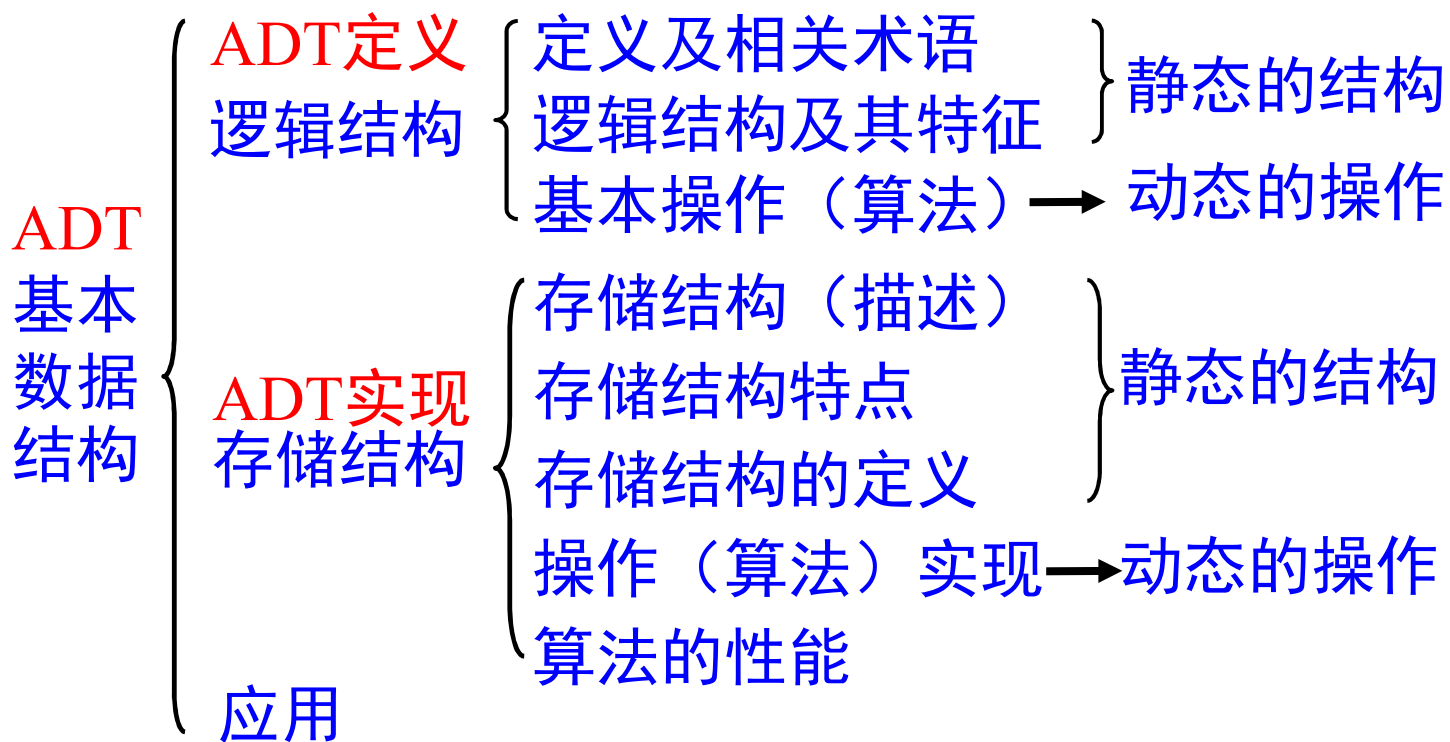 ADT
基本
数据
结构
ADT定义
逻辑结构
定义及相关术语
逻辑结构及其特征
基本操作（算法）
静态的结构
动态的操作
ADT实现
存储结构
存储结构（描述）
存储结构特点
存储结构的定义
操作（算法）实现
算法的性能
静态的结构
动态的操作
应用